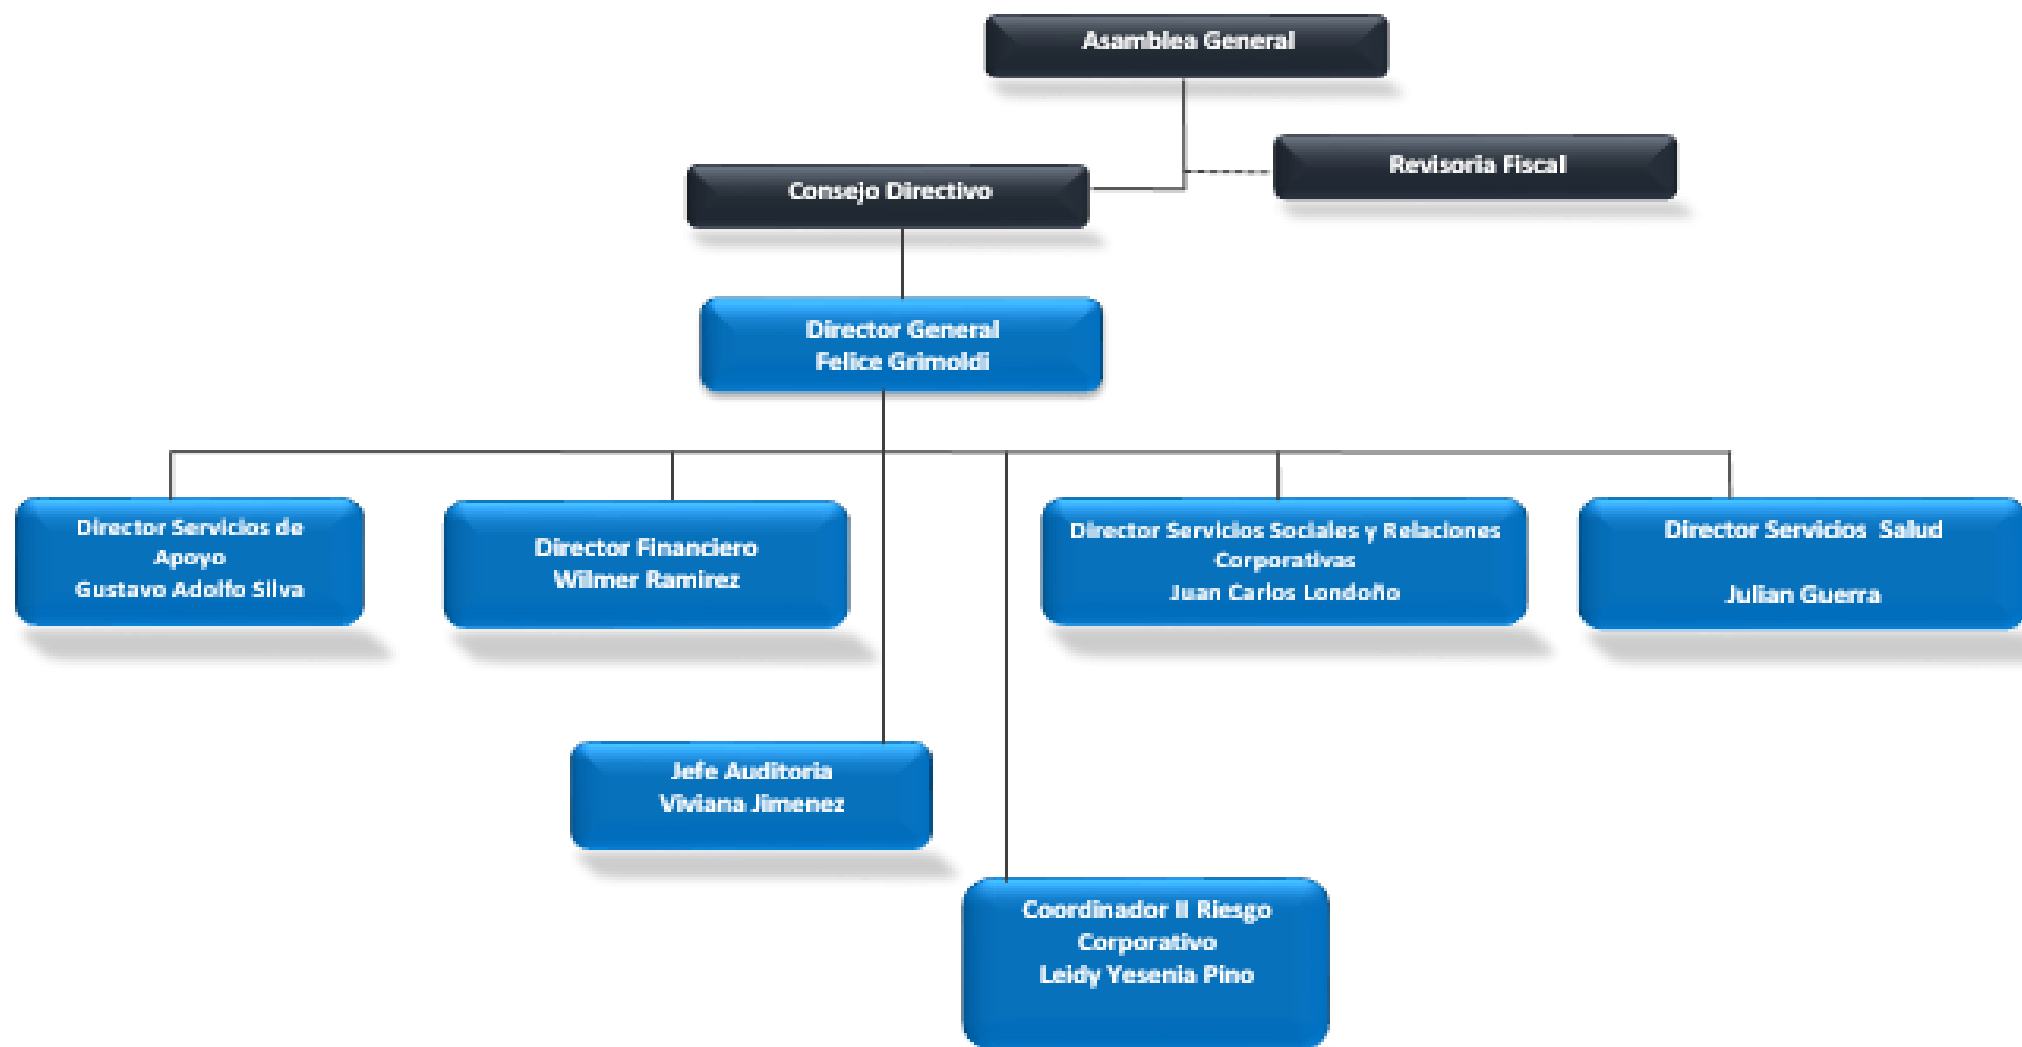 Asamblea General
Revisoria Fiscal
Consejo Directivo
Director General
Felice Grimoldi
Director Servicios de
Apoyo
Gustavo Adolfo Silva
Director Financiero
Wilmer Ramirez
Director Servicios Sociales y Relaciones
Corporativas
Juan Carlos Londoño
Director Servicios Salud
Julian Guerra
Jefe Auditoria
Viviana Jimenez
Coordinador II Riesgo
Corporativo
Leidy Yesenia Pino